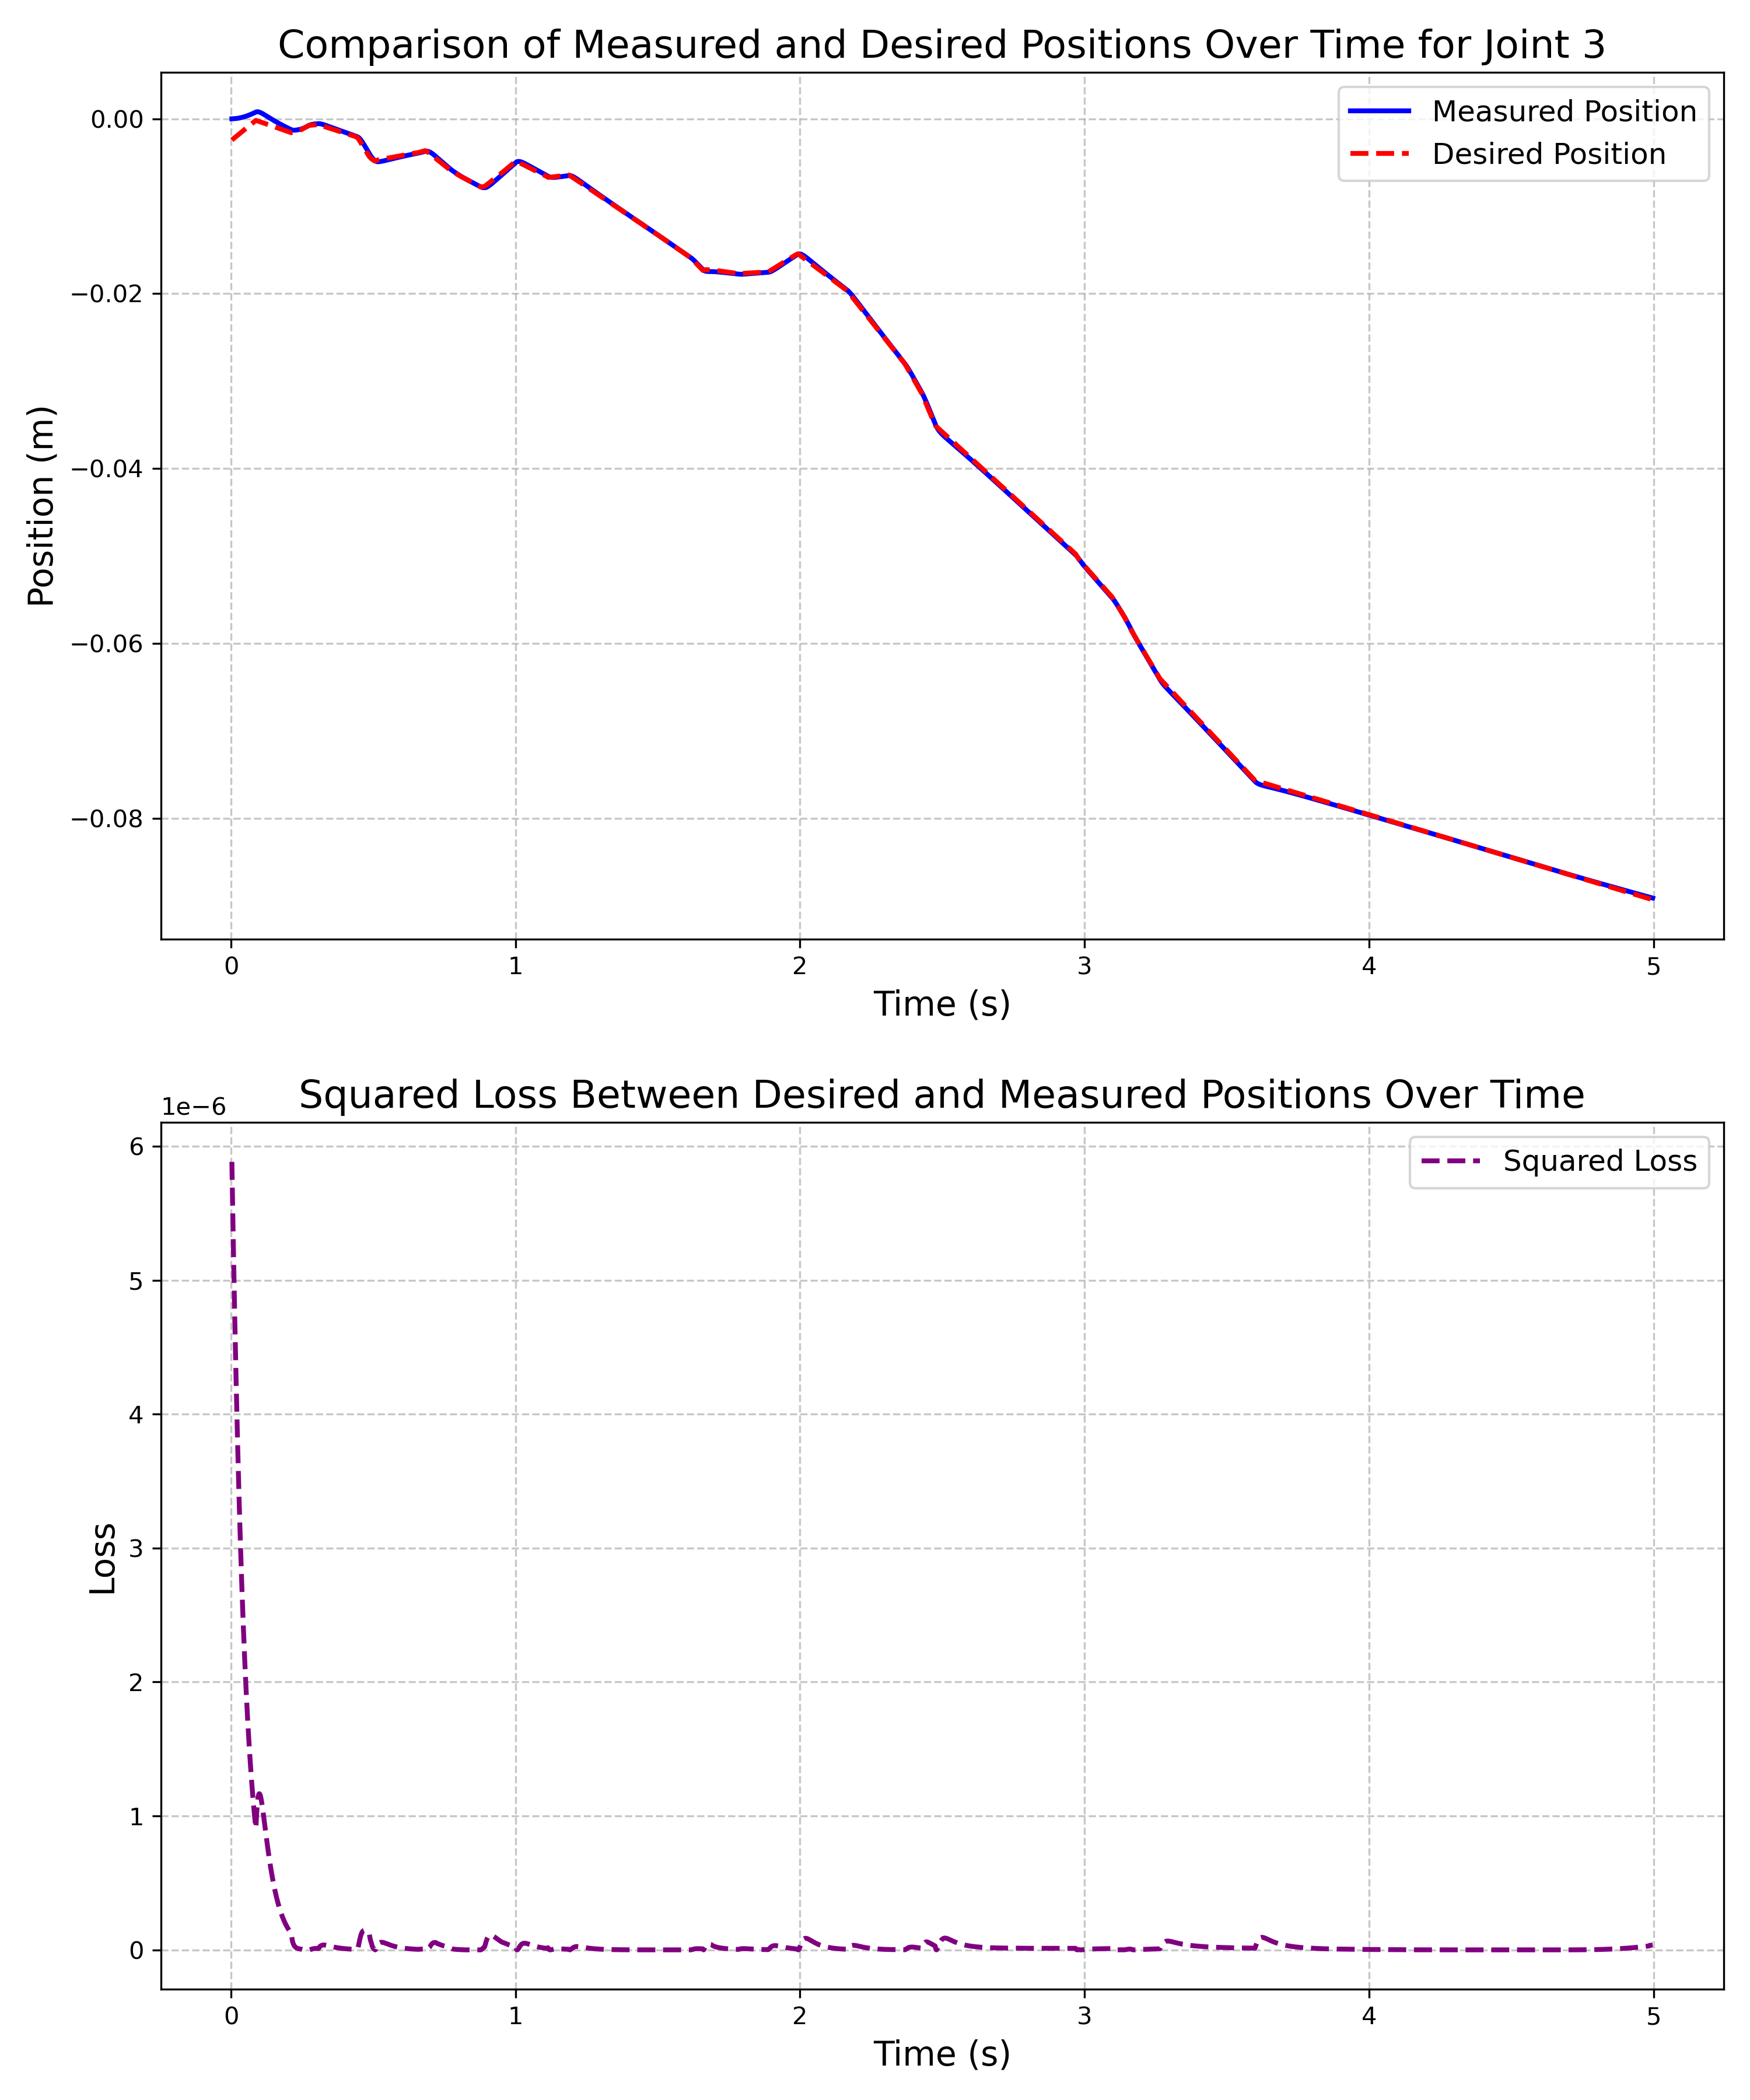 Comparison of Measured and Desired Positions Over Time for Joint 3
Measured Position
Desired Position
Position (m)
0.00
−0.02
−0.04
−0.06
−0.08
0 1 2 3 4 5
Time (s)
Squared Loss Between Desired and Measured Positions Over Time
1e−6
Squared Loss
Loss
6
5
4
3
2
1
0
0 1 2 3 4 5
Time (s)